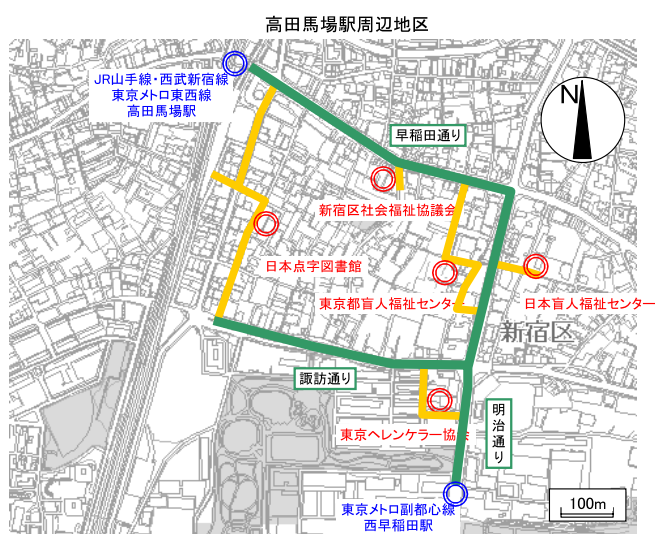 高田馬場駅周辺地区
JR山手線・西武新宿線
東京メトロ東西線
高田馬場駅
N
早稲田通り
新宿区社会福祉協議会
日本点字図書館
東京都盲人福祉センター
日本盲人福祉センター
新宿区
諏訪通り
明治通り
東京ヘレンケラー協会
東京メトロ副都心線
西早稲田駅
100m